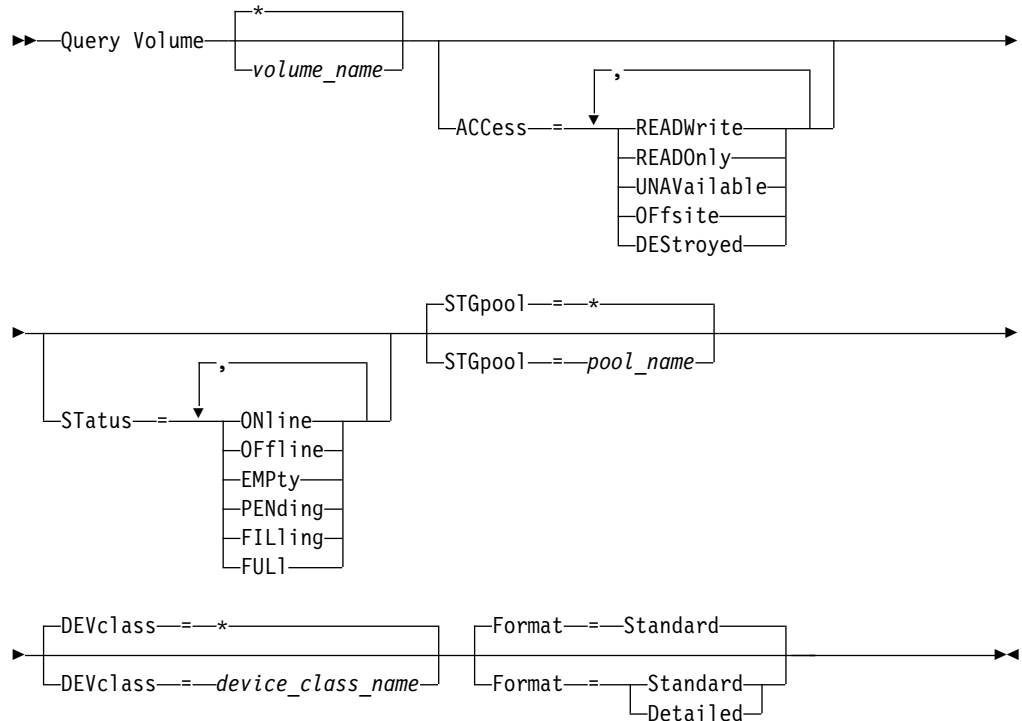 *
Query Volume
volume_name
,
ACCess = READWrite
READOnly
UNAVailable
OFfsite
DEStroyed
STGpool = *
STGpool = pool_name
,
STatus = ONline
OFfline
EMPty
PENding
FILling
FULl
DEVclass = *
DEVclass = device_class_name
Format = Standard
Format = Standard
Detailed